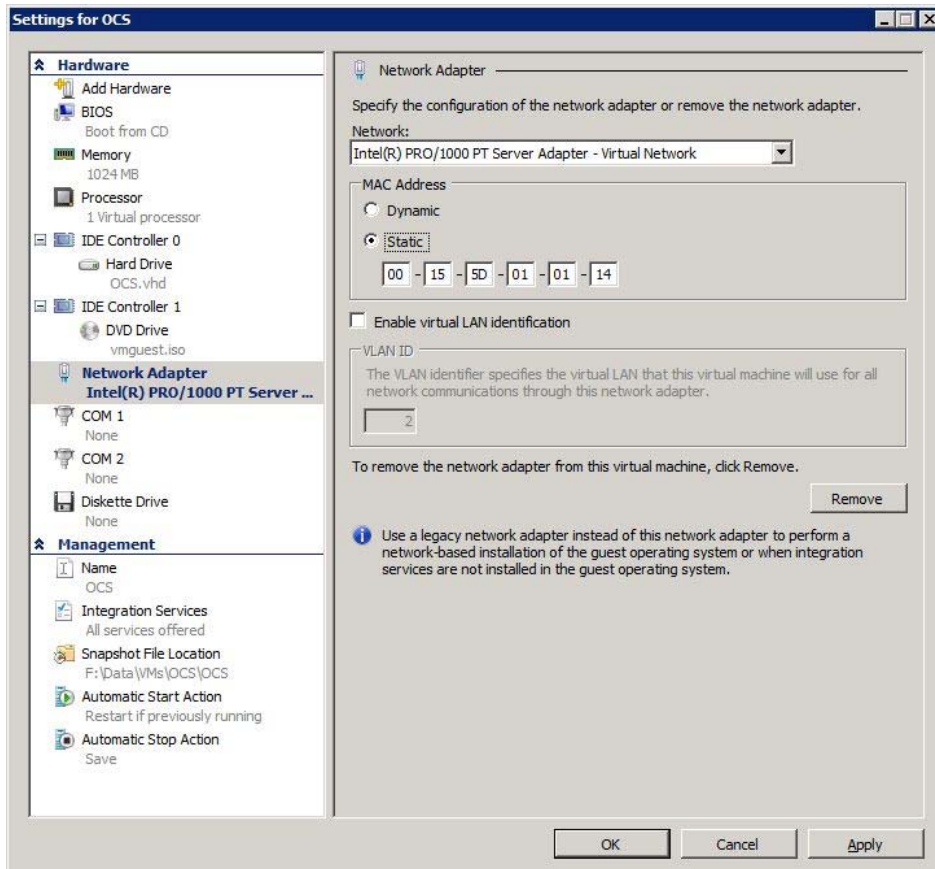 Settings for OCS
Hardware
Add Hardware
BIOS
Boot from CD
Memory
1024 MB
Processor
1 Virtual processor
IDE Controller 0
Hard Drive
OCS.vhd
IDE Controller 1
DVD Drive
vmguest.iso
Network Adapter
Intel(R) PRO/1000 PT Server ...
COM 1
None
COM 2
None
Diskette Drive
None
Management
Name
OCS
Integration Services
All services offered
Snapshot File Location
F:\Data\VMs\OCS\OCS
Automatic Start Action
Restart if previously running
Automatic Stop Action
Save
Network Adapter
Specify the configuration of the network adapter or remove the network adapter.
Network:
Intel(R) PRO/1000 PT Server Adapter - Virtual Network
MAC Address
Dynamic
Static
00 - 15 - 5D - 01 - 01 - 14
Enable virtual LAN identification
VLAN ID
The VLAN identifier specifies the virtual LAN that this virtual machine will use for all
network communications through this network adapter.
2
To remove the network adapter from this virtual machine, click Remove.
Remove
Use a legacy network adapter instead of this network adapter to perform a
network-based installation of the guest operating system or when integration
services are not installed in the guest operating system.
OK Cancel Apply